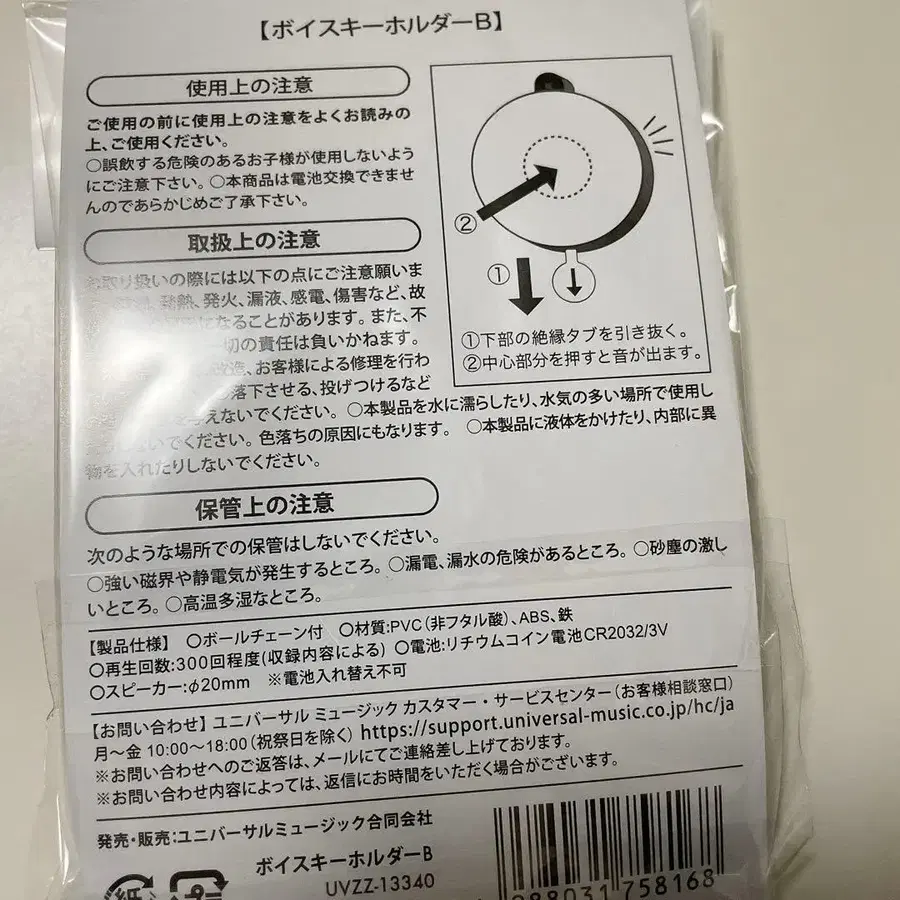 【ボイスキーホルダーB】
使用上の注意
ご使用の前に使用上の注意をよくお読みの
上、ご使用ください。
○誤飲する危険のあるお子様が使用しないよう
にご注意下さい。○本商品は電池交換できませ
んのであらかじめご了承下さい。
②
①
①下部の絶縁タブを引き抜く。
②中心部分を押すと音が出ます。
取扱上の注意
お取り扱いの際には以下の点にご注意願いま
発熱、発火、漏液、感電、傷害など、故
になることがあります。また、不
切の責任は負いかねます。
改造、お客様による修理を行わ
落下させる、投げつけるなど
えないでください。○本製品を水に濡らしたり、水気の多い場所で使用し
ないでください。色落ちの原因にもなります。 ○本製品に液体をかけたり、内部に異
物を入れたりしないでください。
保管上の注意
次のような場所での保管はしないでください。
○強い磁界や静電気が発生するところ。○漏電、漏水の危険があるところ。○砂塵の激し
いところ。○高温多湿なところ。
【製品仕様】 ○ボールチェーン付 ○材質:PVC(非フタル酸)、ABS、鉄
○再生回数:300回程度(収録内容による) ○電池:リチウムコイン電池CR2032/3V
○スピーカー:φ20mm ※電池入れ替え不可
【お問い合わせ】ユニバーサル ミュージック カスタマー・サービスセンター(お客様相談窓口)
月～金 10:00～18:00(祝祭日を除く) https://support.universal-music.co.jp/hc/ja
※お問い合わせへのご返答は、メールにてご連絡差し上げております。
※お問い合わせ内容によっては、返信にお時間をいただく場合がございます。
発売・販売:ユニバーサルミュージック合同会社
ボイスキーホルダーB
UVZZ-13340
紙
プ
988031 758168